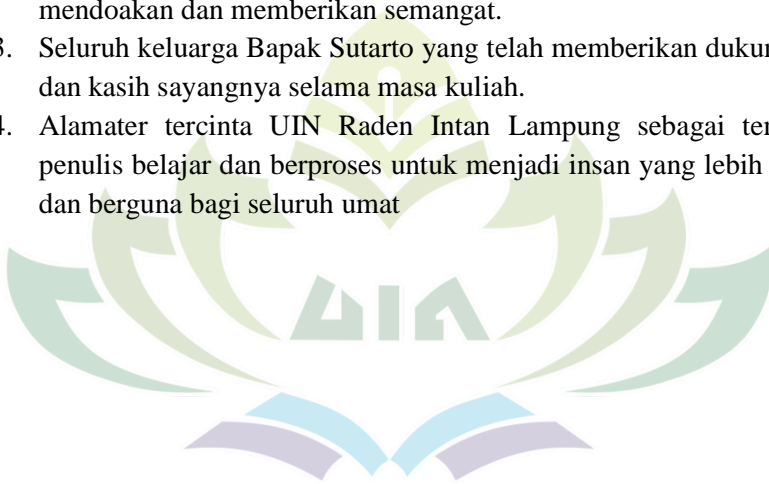 mendoakan dan memberikan semangat.
3. Seluruh keluarga Bapak Sutarto yang telah memberikan
dan kasih sayangnya selama masa kuliah.
4. Alamater tercinta UIN Raden Intan Lampung sebagai
penulis belajar dan berproses untuk menjadi insan yang lebih
dan berguna bagi seluruh umat
UIN